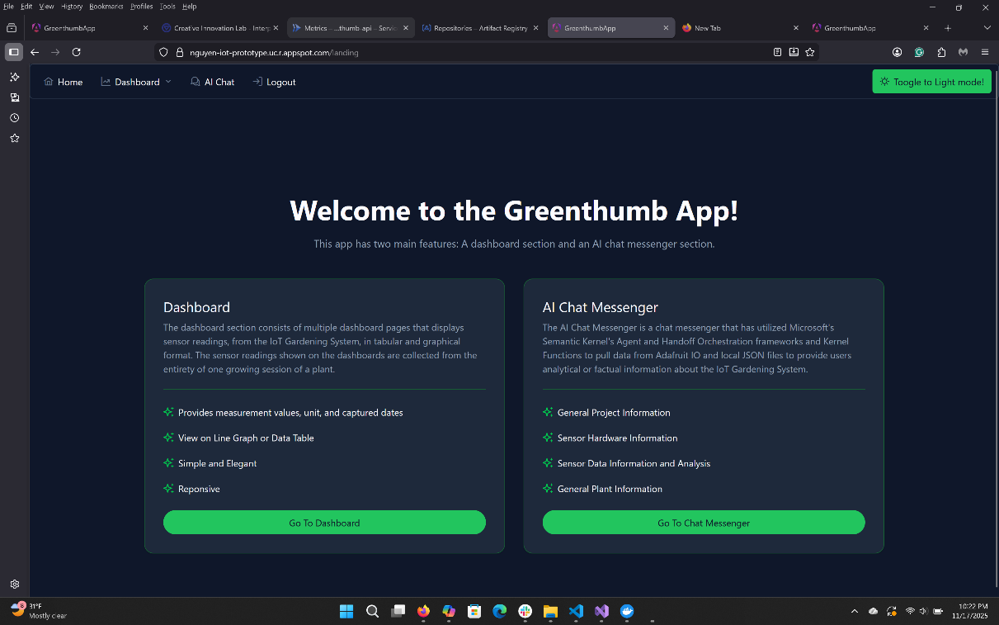 File Edit View History Bookmarks Profiles Tools Help
GreenthumbApp
Creative Innovation Lab - Interp
Metrics – ...thumb-api – Servic
Repositories – Artifact Registry
GreenthumbApp
New Tab
GreenthumbApp
nguyen-iot-prototype.uc.r.appspot.com/landing
Home Dashboard AI Chat Logout
Toogle to Light mode!
Welcome to the Greenthumb App!
This app has two main features: A dashboard section and an AI chat messenger section.
Dashboard
The dashboard section consists of multiple dashboard pages that displays
sensor readings, from the IoT Gardening System, in tabular and graphical
format. The sensor readings shown on the dashboards are collected from the
entirety of one growing session of a plant.
Provides measurement values, unit, and captured dates
View on Line Graph or Data Table
Simple and Elegant
Reponsive
Go To Dashboard
AI Chat Messenger
The AI Chat Messenger is a chat messenger that has utilized Microsoft's
Semantic Kernel's Agent and Handoff Orchestration frameworks and Kernel
Functions to pull data from Adafruit IO and local JSON files to provide users
analytical or factual information about the IoT Gardening System.
General Project Information
Sensor Hardware Information
Sensor Data Information and Analysis
General Plant Information
Go To Chat Messenger
31°F
Mostly clear
10:22 PM
11/17/2025